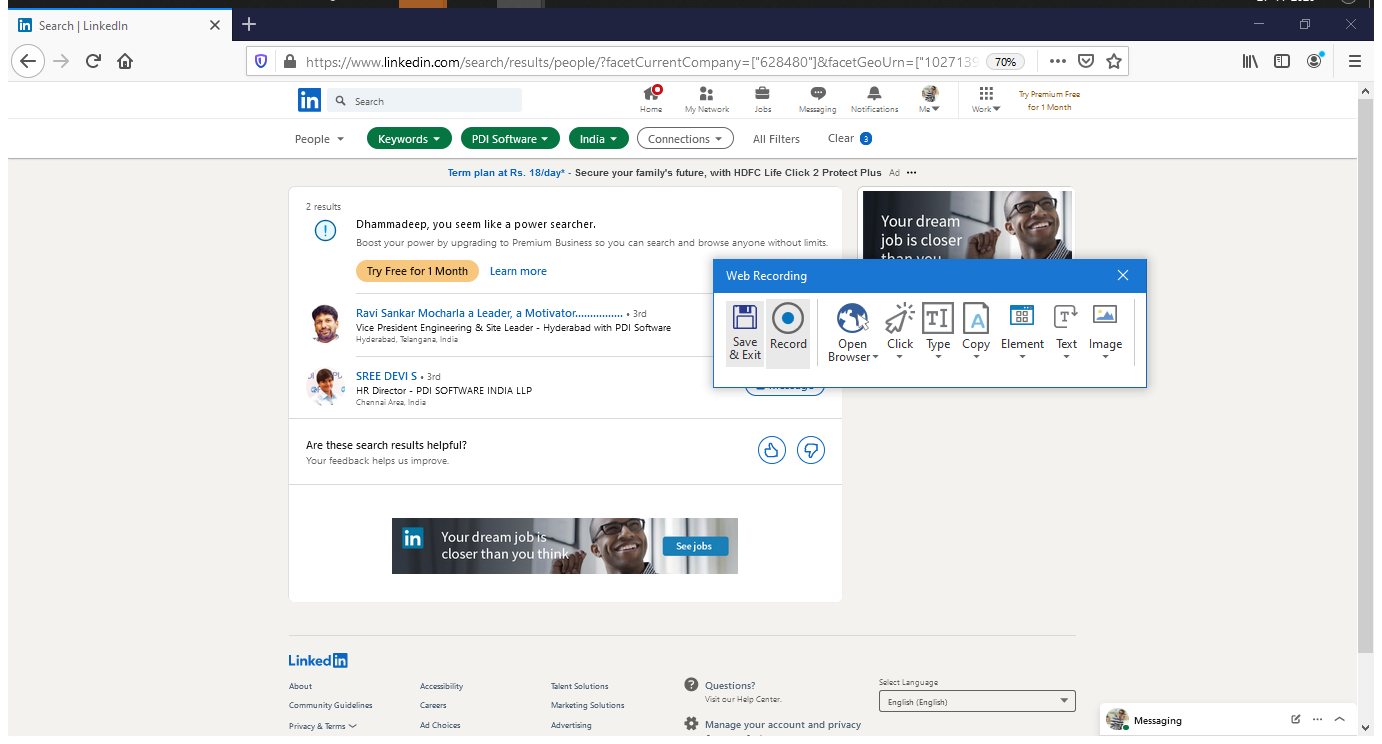 Search | LinkedIn
https://www.linkedin.com/search/results/people/?facetCurrentCompany=["628480"]&facetGeoUrn=["1027139
70%
in
Search
Home
My Network
Jobs
Messaging
Notifications
Me
Work
Try Premium Free
for 1 Month
People
Keywords
PDI Software
India
Connections
All Filters
Clear 3
Term plan at Rs. 18/day* - Secure your family's future, with HDFC Life Click 2 Protect Plus Ad
2 results
Dhammadeep, you seem like a power searcher.
Boost your power by upgrading to Premium Business so you can search and browse anyone without limits.
Try Free for 1 Month
Learn more
Ravi Sankar Mocharla a Leader, a Motivator................ • 3rd
Vice President Engineering & Site Leader - Hyderabad with PDI Software
Hyderabad, Telangana, India
SREE DEVI S • 3rd
HR Director - PDI SOFTWARE INDIA LLP
Chennai Area, India
Your dream
job is closer
than you
Web Recording
Save
& Exit
Record
Open
Browser
Click
Type
Copy
Element
Text
Image
Message
Are these search results helpful?
Your feedback helps us improve.
in
Your dream job is
closer than you think
See jobs
Linked in
About
Accessibility
Talent Solutions
Community Guidelines
Careers
Marketing Solutions
Privacy & Terms
Ad Choices
Advertising
Questions?
Visit our Help Center.
Manage your account and privacy
Select Language
English (English)
Messaging